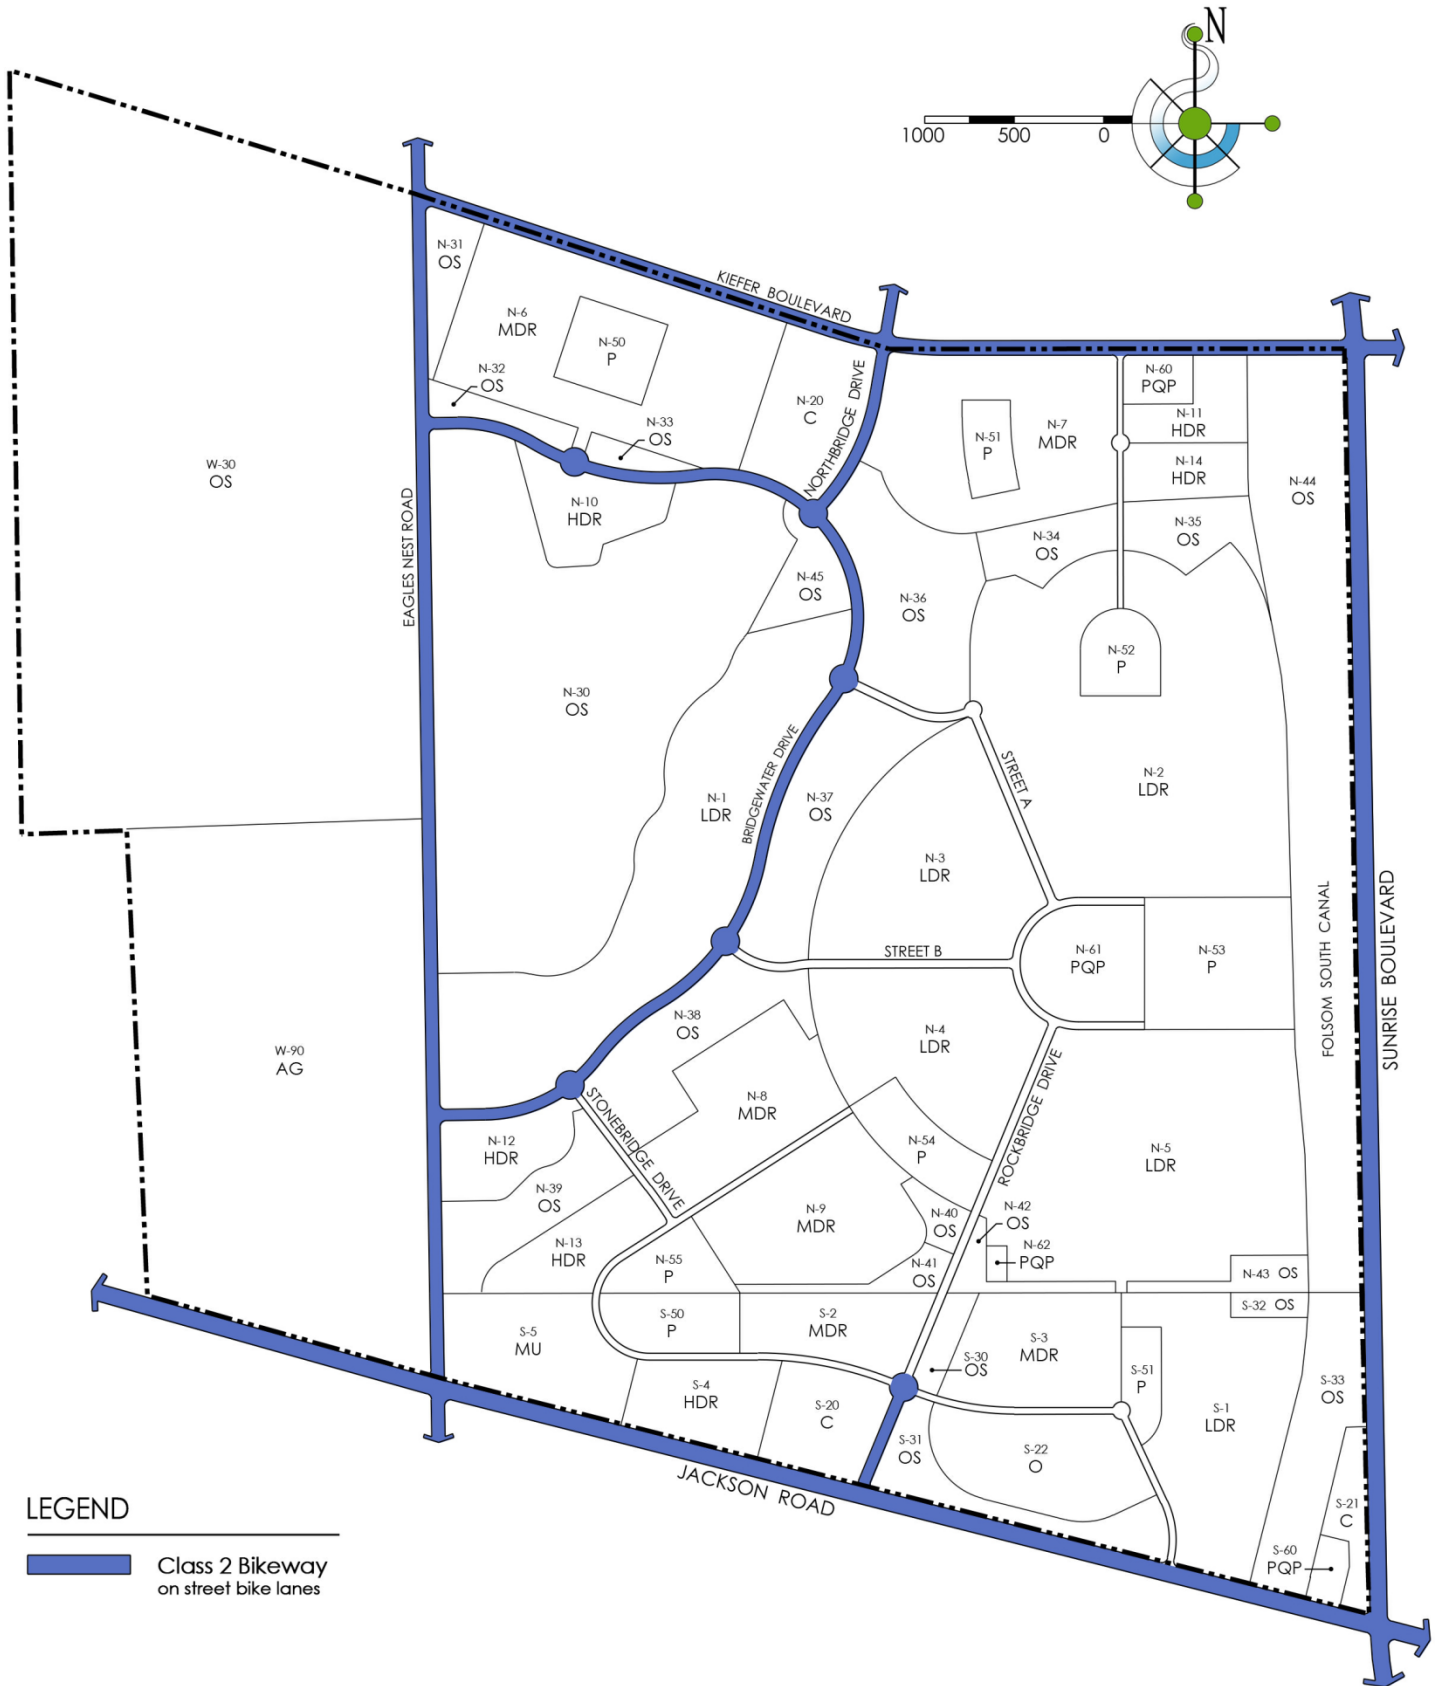 N
1000 500 0
KIEFER BOULEVARD
N-31
OS
N-6
MDR
N-50
P
N-32
OS
N-33
OS
N-20
C
NORTHBRIDGE DRIVE
N-60
PQP
N-11
HDR
N-51
P
N-7
MDR
N-14
HDR
N-44
OS
W-30
OS
EAGLES NEST ROAD
N-10
HDR
N-34
OS
N-35
OS
N-45
OS
N-36
OS
N-52
P
N-30
OS
STREET A
N-2
LDR
BRIDGEWATER DRIVE
N-1
LDR
N-37
OS
N-3
LDR
FOLSOM SOUTH CANAL
SUNRISE BOULEVARD
STREET B
N-61
PQP
N-53
P
N-38
OS
N-4
LDR
W-90
AG
N-8
MDR
STONEBRIDGE DRIVE
ROCKBRIDGE DRIVE
N-12
HDR
N-54
P
N-5
LDR
N-39
OS
N-9
MDR
N-40
OS
N-42
OS
N-13
HDR
N-55
P
N-41
OS
N-62
PQP
N-43 OS
S-32 OS
S-5
MU
S-50
P
S-2
MDR
S-3
MDR
S-30
OS
S-51
P
S-33
OS
S-4
HDR
S-20
C
S-1
LDR
S-31
OS
S-22
O
JACKSON ROAD
S-21
C
S-60
PQP
LEGEND
Class 2 Bikeway
on street bike lanes